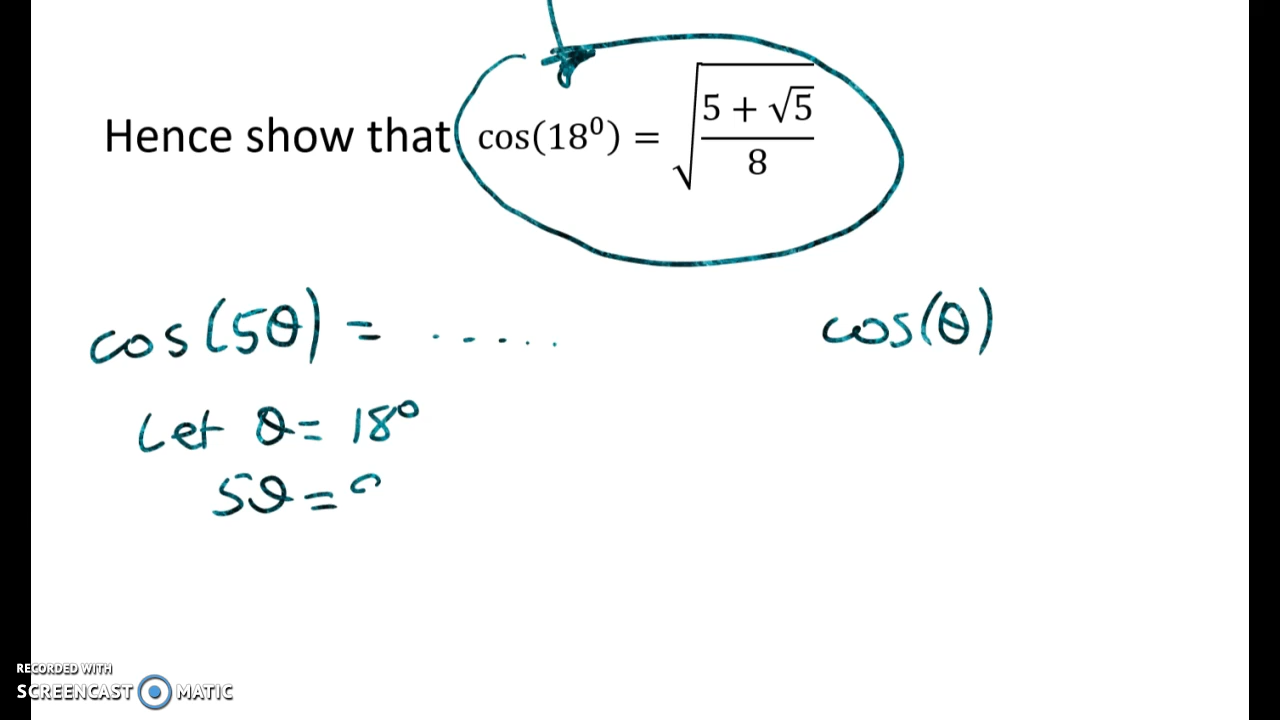 Hence show that cos(18⁰) = √((5 + √5)/8)
cos(5θ) = ..... cos(θ)
Let θ = 18°
5θ =
RECORDED WITH
SCREENCAST MATIC